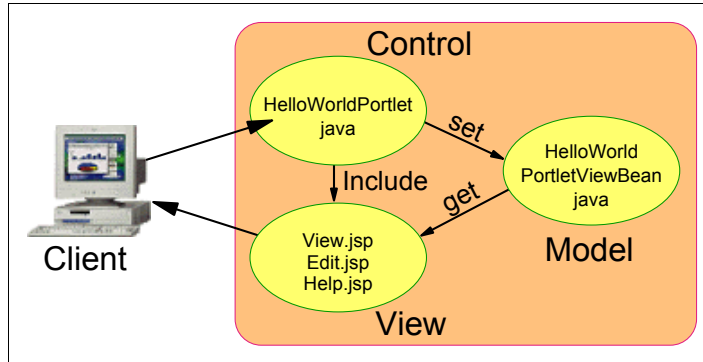 Control
HelloWorldPortlet
java
set
HelloWorld
PortletViewBean
java
Include
get
View.jsp
Edit.jsp
Help.jsp
Client
Model
View